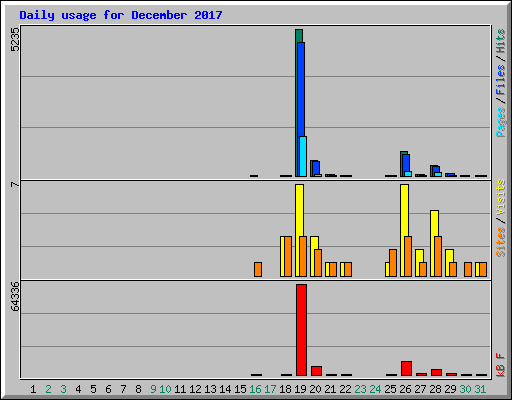 Daily usage for December 2017
5235
7
64336
Pages / Files / Hits
Sites / Visits
kB F
1 2 3 4 5 6 7 8 9 10 11 12 13 14 15 16 17 18 19 20 21 22 23 24 25 26 27 28 29 30 31